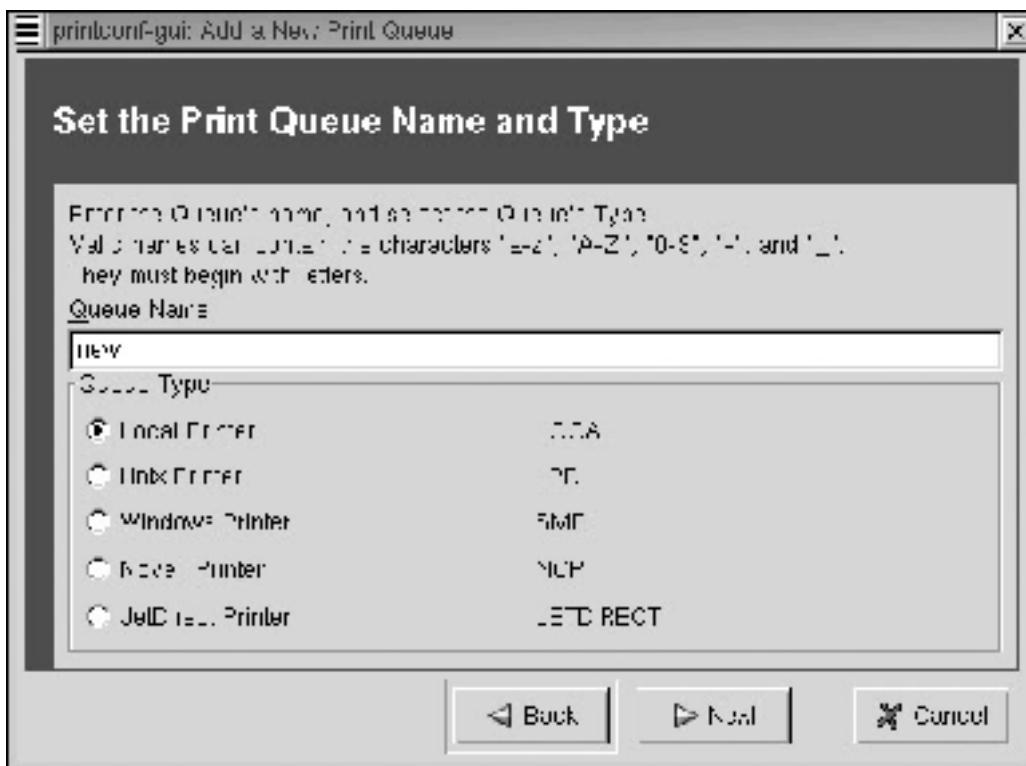 printconf-gui: Add a New Print Queue
Set the Print Queue Name and Type
Enter the Queue's name, and select the Queue's Type
Valid names can contain the characters "a-z", "A-Z", "0-9", "-", and "_".
They must begin with letters.
Queue Name
new
Queue Type
Local Printer LOCAL
Unix Printer LPD
Windows Printer SMB
Novell Printer NCP
JetDirect Printer JETDIRECT
Back Next Cancel